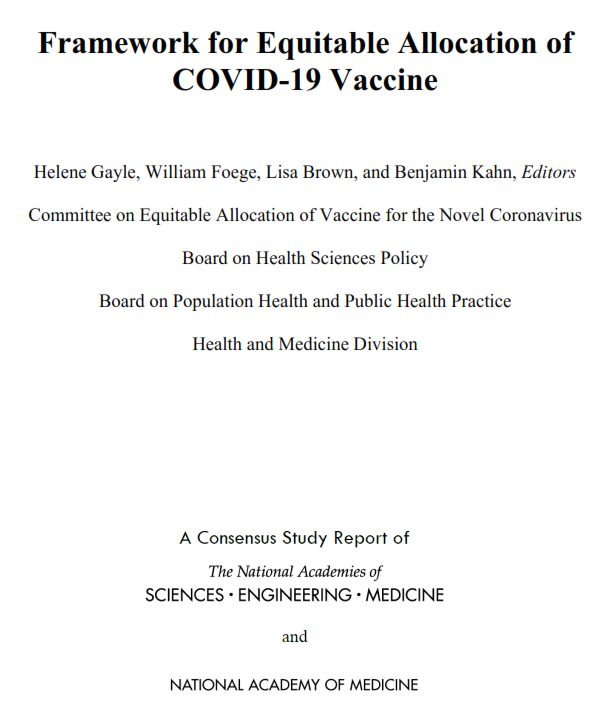 Framework for Equitable Allocation of
COVID-19 Vaccine
Helene Gayle, William Foege, Lisa Brown, and Benjamin Kahn, Editors
Committee on Equitable Allocation of Vaccine for the Novel Coronavirus
Board on Health Sciences Policy
Board on Population Health and Public Health Practice
Health and Medicine Division
A Consensus Study Report of
The National Academies of
SCIENCES • ENGINEERING • MEDICINE
and
NATIONAL ACADEMY OF MEDICINE